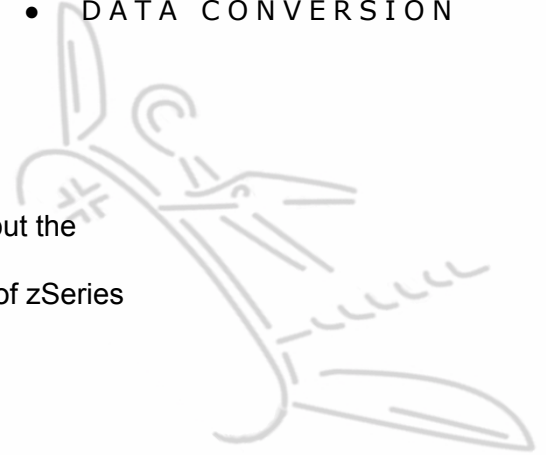 ● DATA CONVERSION
out the
of zSeries